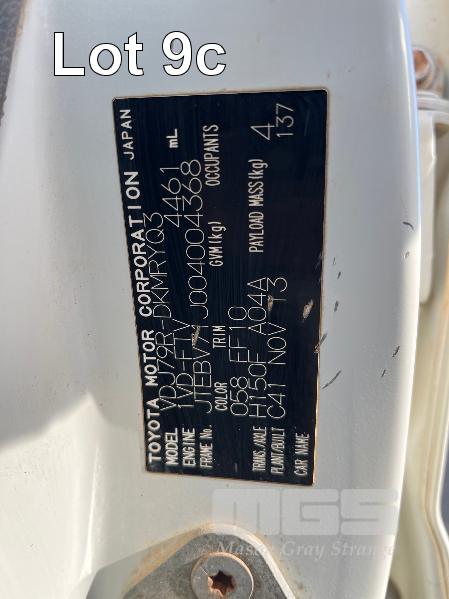 Lot 9c
TOYOTA MOTOR CORPORATION JAPAN
MODEL VDJ79R-DKMRYQ3
ENGINE 1VD-FTV 4461 mL
FRAME No. JTEBV71J004004368
COLOR TRIM GVM(kg) OCCUPANTS
058 EF10 4
TRANS./AXLE H150F A04A PAYLOAD MASS(kg) 137
PLANT/BUILT C41 NOV 13
CAR NAME
MGS
Mason Gray Strange